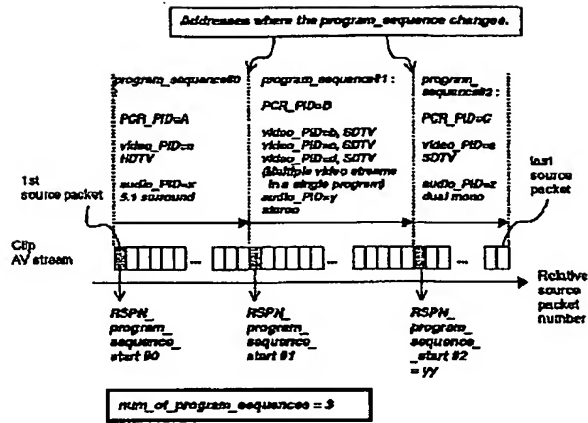 Addresses where the program_sequence changes.
program_sequence#0
PCR_PID=A
video_PID=a
HDTV
audio_PID=x
5.1 surround
program_sequence#1 :
PCR_PID=B
video_PID=b, SDTV
video_PID=c, SDTV
video_PID=d, SDTV
(Multiple video streams
in a single program)
audio_PID=y
stereo
program_
sequence#2 :
PCR_PID=C
video_PID=e
SDTV
audio_PID=z
dual mono
1st
source packet
last
source
packet
Clip
AV stream
...
...
...
Relative
source
packet
number
RSPN_
program_
sequence_
start #0
RSPN_
program_
sequence_
start #1
RSPN_
program_
sequence_
_start #2
= yy
num_of_program_sequences = 3